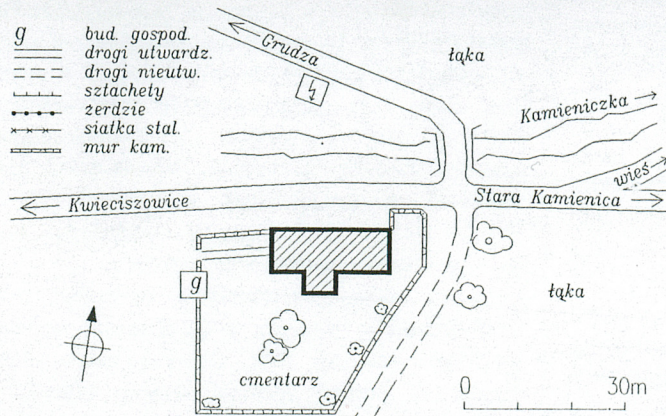 g bud. gospod.
drogi utwardz.
drogi nieutw.
sztachety
żerdzie
siatka stal.
mur kam.
Grudza
łąka
Kamieniczka
wieś
Kwieciszowice
Stara Kamienica
g
łąka
cmentarz
0 30m